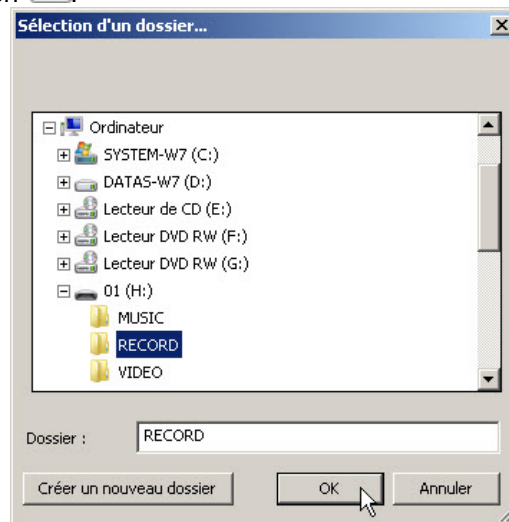 Sélection d'un dossier...
Ordinateur
SYSTEM-W7 (C:)
DATAS-W7 (D:)
Lecteur de CD (E:)
Lecteur DVD RW (F:)
Lecteur DVD RW (G:)
01 (H:)
MUSIC
RECORD
VIDEO
Dossier : RECORD
Créer un nouveau dossier OK Annuler